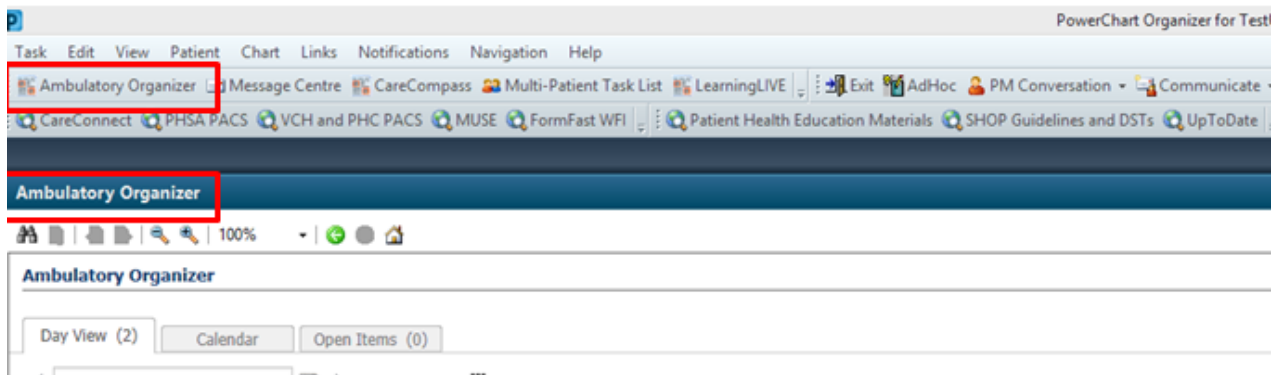 P PowerChart Organizer for Test
Task Edit View Patient Chart Links Notifications Navigation Help
Ambulatory Organizer Message Centre CareCompass Multi-Patient Task List LearningLIVE Exit AdHoc PM Conversation Communicate
CareConnect PHSA PACS VCH and PHC PACS MUSE FormFast WFI Patient Health Education Materials SHOP Guidelines and DSTs UpToDate
Ambulatory Organizer
100%
Ambulatory Organizer
Day View (2) Calendar Open Items (0)